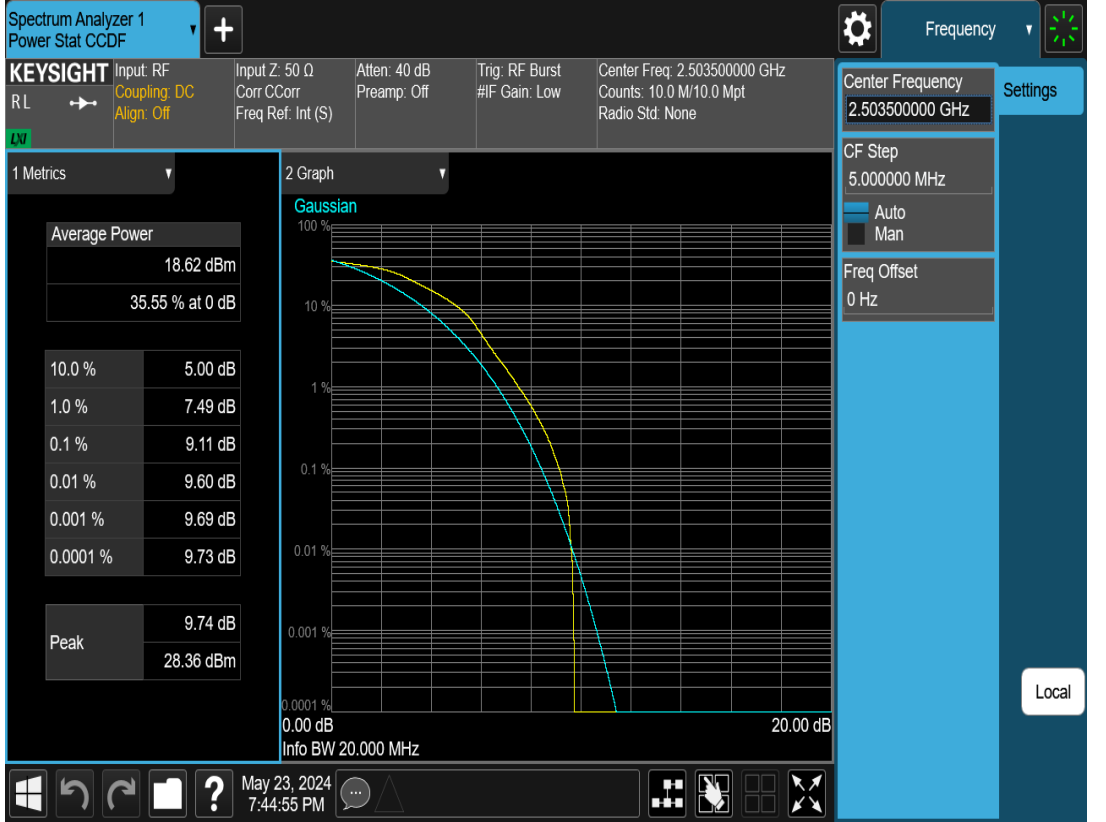 Spectrum Analyzer 1
Power Stat CCDF
+
Frequency
KEYSIGHT
R L
LXI
Input: RF
Coupling: DC
Align: Off
Input Z: 50 Ω
Corr CCorr
Freq Ref: Int (S)
Atten: 40 dB
Preamp: Off
Trig: RF Burst
#IF Gain: Low
Center Freq: 2.503500000 GHz
Counts: 10.0 M/10.0 Mpt
Radio Std: None
Center Frequency
2.503500000 GHz
Settings
CF Step
5.000000 MHz
Auto
Man
Freq Offset
0 Hz
Local
1 Metrics
Average Power
18.62 dBm
35.55 % at 0 dB
10.0 % 5.00 dB
1.0 % 7.49 dB
0.1 % 9.11 dB
0.01 % 9.60 dB
0.001 % 9.69 dB
0.0001 % 9.73 dB
Peak
9.74 dB
28.36 dBm
2 Graph
Gaussian
100 %
10 %
1 %
0.1 %
0.01 %
0.001 %
0.0001 %
0.00 dB 20.00 dB
Info BW 20.000 MHz
?
May 23, 2024
7:44:55 PM